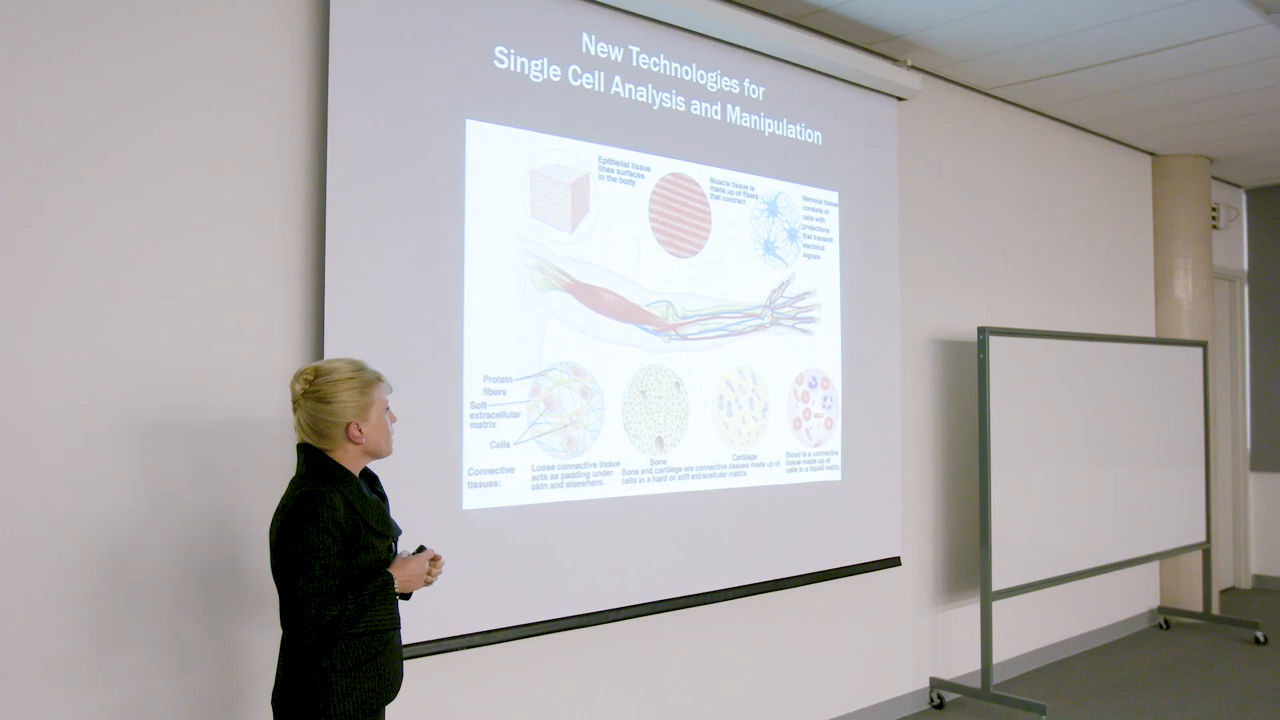 New Technologies for
Single Cell Analysis and Manipulation
Epithelial tissue
lines surfaces
in the body
Muscle tissue is
made up of fibers
that contract
Nervous tissue
consists of
cells with
projections
that transmit
electrical
signals
Protein
fibers
Soft
extracellular
matrix
Cells
Connective
tissues:
Loose connective tissue
acts as padding under
skin and elsewhere.
Bone
Cartilage
Bone and cartilage are connective tissues made up of
cells in a hard or stiff extracellular matrix.
Blood is a connective
tissue made up of
cells in a liquid matrix.